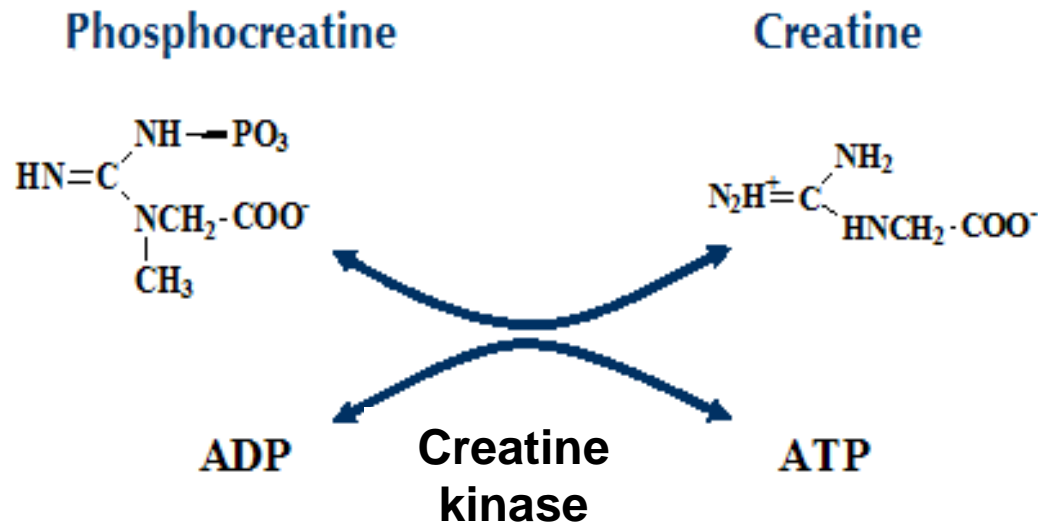 Phosphocreatine
Creatine
NH-PO₃
HN=C
NCH₂-COO⁻
CH₃
NH₂
N₂H⁺=C
HNCH₂-COO⁻
ADP
Creatine
kinase
ATP